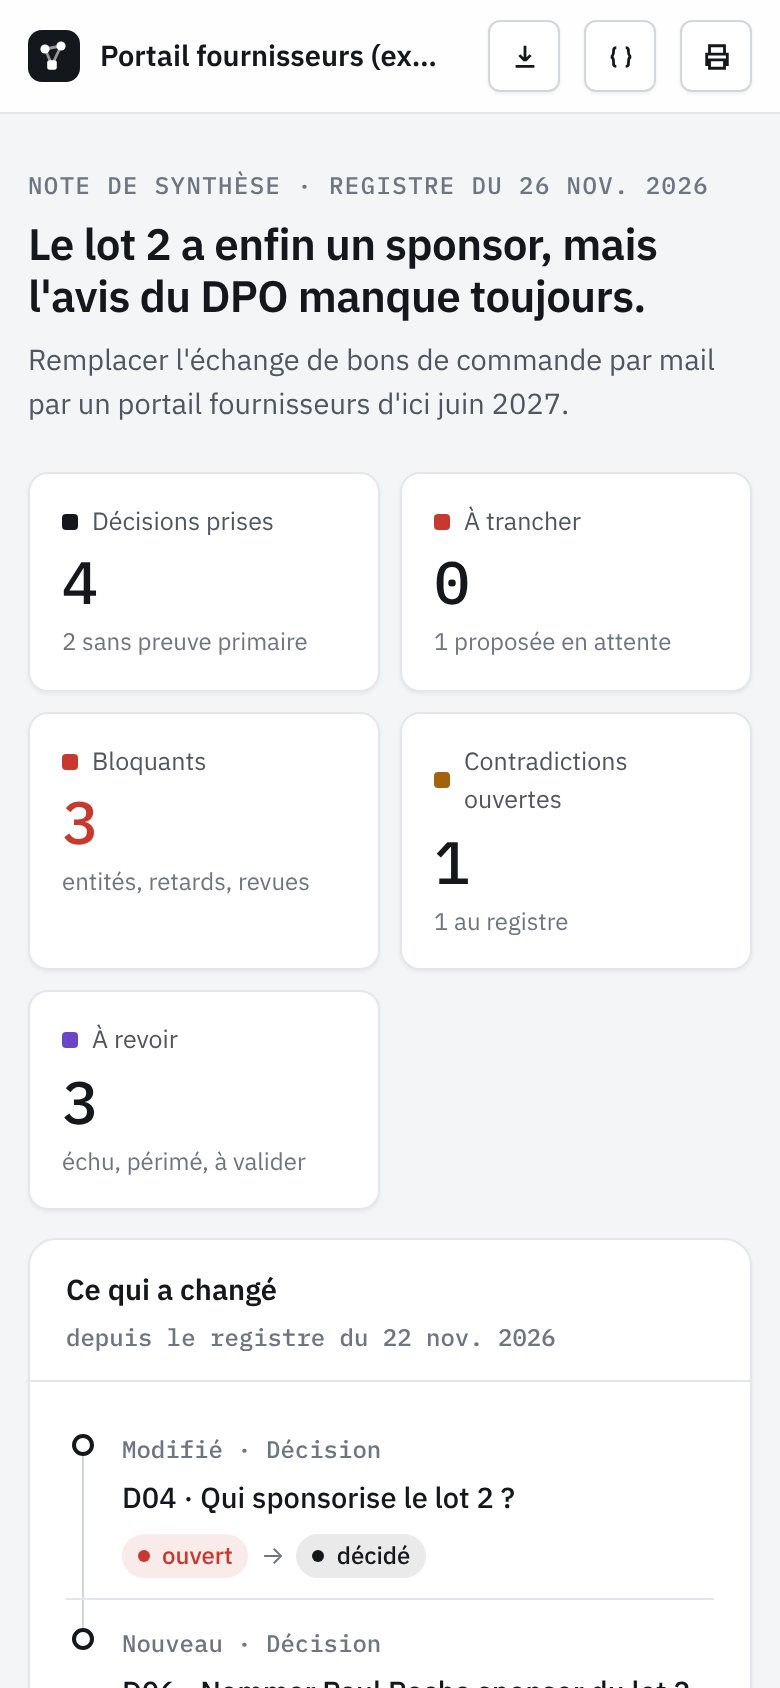 Portail fournisseurs (ex...
NOTE DE SYNTHÈSE · REGISTRE DU 26 NOV. 2026
Le lot 2 a enfin un sponsor, mais
l'avis du DPO manque toujours.
Remplacer l'échange de bons de commande par mail
par un portail fournisseurs d'ici juin 2027.
Décisions prises
4
2 sans preuve primaire
À trancher
0
1 proposée en attente
Bloquants
3
entités, retards, revues
Contradictions
ouvertes
1
1 au registre
À revoir
3
échu, périmé, à valider
Ce qui a changé
depuis le registre du 22 nov. 2026
Modifié · Décision
D04 · Qui sponsorise le lot 2 ?
ouvert → décidé
Nouveau · Décision